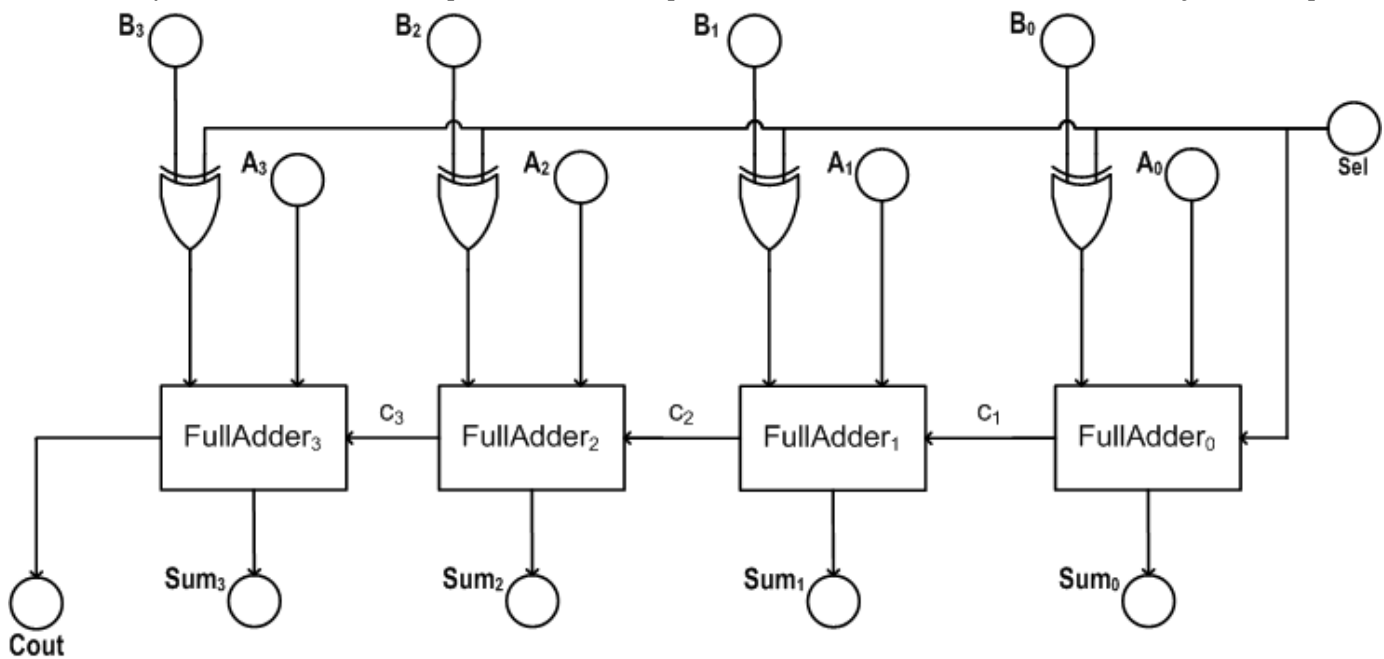 B₃ B₂ B₁ B₀
A₃ A₂ A₁ A₀ Sel
C₃ C₂ C₁
FullAdder₃ FullAdder₂ FullAdder₁ FullAdder₀
Sum₃ Sum₂ Sum₁ Sum₀
Cout